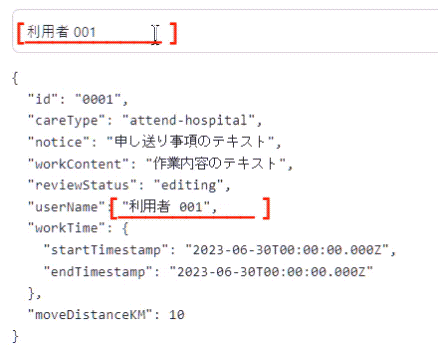 利用者 001
{
  "id": "0001",
  "careType": "attend-hospital",
  "notice": "申し送り事項のテキスト",
  "workContent": "作業内容のテキスト",
  "reviewStatus": "editing",
  "userName": "利用者 001",
  "workTime": {
    "startTimestamp": "2023-06-30T00:00:00.000Z",
    "endTimestamp": "2023-06-30T00:00:00.000Z"
  },
  "moveDistanceKM": 10
}